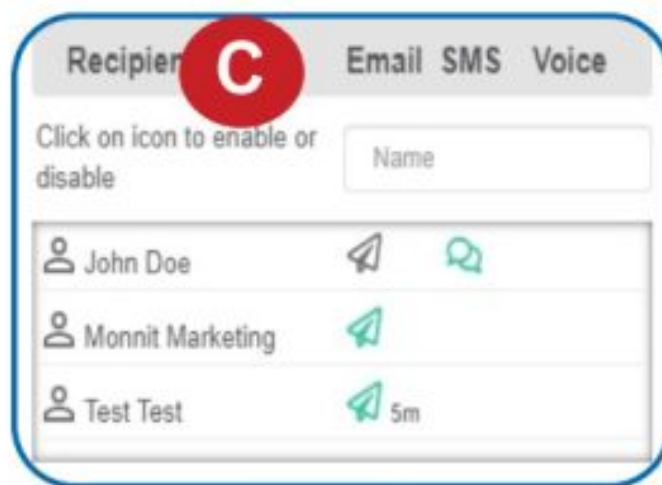 C
Recipien Email SMS Voice
Click on icon to enable or
disable
Name
John Doe
Monnit Marketing
Test Test 5m